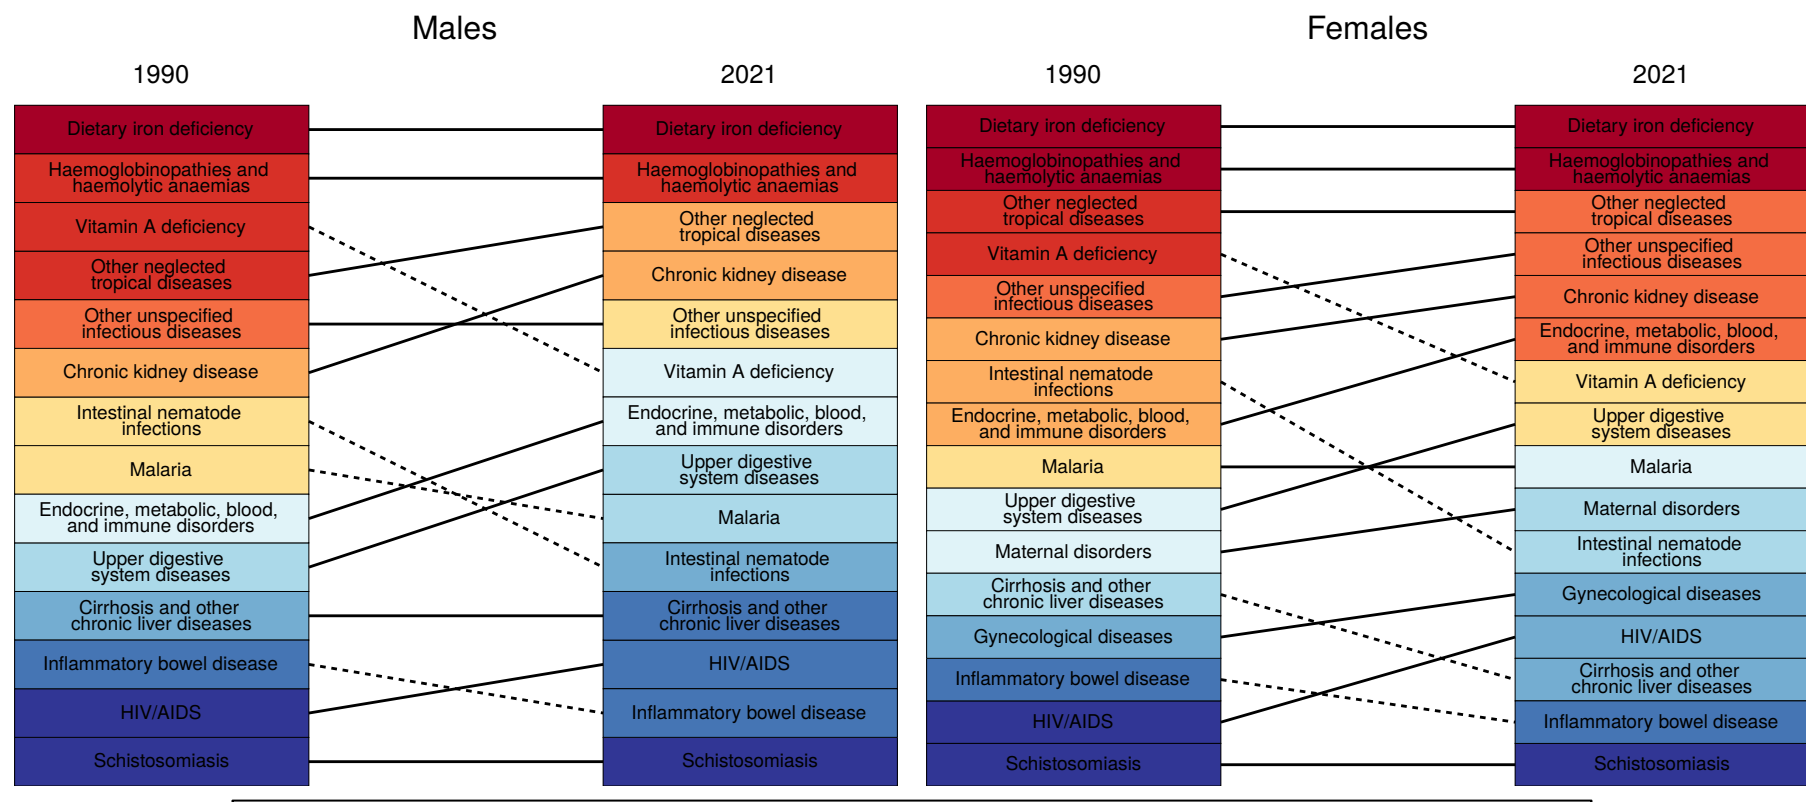 Males
1990
2021
Dietary iron deficiency
Haemoglobinopathies and
haemolytic anaemias
Vitamin A deficiency
Other neglected
tropical diseases
Other unspecified
infectious diseases
Chronic kidney disease
Intestinal nematode
infections
Malaria
Endocrine, metabolic, blood,
and immune disorders
Upper digestive
system diseases
Cirrhosis and other
chronic liver diseases
Inflammatory bowel disease
HIV/AIDS
Schistosomiasis
Dietary iron deficiency
Haemoglobinopathies and
haemolytic anaemias
Other neglected
tropical diseases
Chronic kidney disease
Other unspecified
infectious diseases
Vitamin A deficiency
Endocrine, metabolic, blood,
and immune disorders
Upper digestive
system diseases
Malaria
Intestinal nematode
infections
Cirrhosis and other
chronic liver diseases
HIV/AIDS
Inflammatory bowel disease
Schistosomiasis
Females
1990
2021
Dietary iron deficiency
Haemoglobinopathies and
haemolytic anaemias
Other neglected
tropical diseases
Vitamin A deficiency
Other unspecified
infectious diseases
Chronic kidney disease
Intestinal nematode
infections
Endocrine, metabolic, blood,
and immune disorders
Malaria
Upper digestive
system diseases
Maternal disorders
Cirrhosis and other
chronic liver diseases
Gynecological diseases
Inflammatory bowel disease
HIV/AIDS
Schistosomiasis
Dietary iron deficiency
Haemoglobinopathies and
haemolytic anaemias
Other neglected
tropical diseases
Other unspecified
infectious diseases
Chronic kidney disease
Endocrine, metabolic, blood,
and immune disorders
Vitamin A deficiency
Upper digestive
system diseases
Malaria
Maternal disorders
Intestinal nematode
infections
Gynecological diseases
HIV/AIDS
Cirrhosis and other
chronic liver diseases
Inflammatory bowel disease
Schistosomiasis